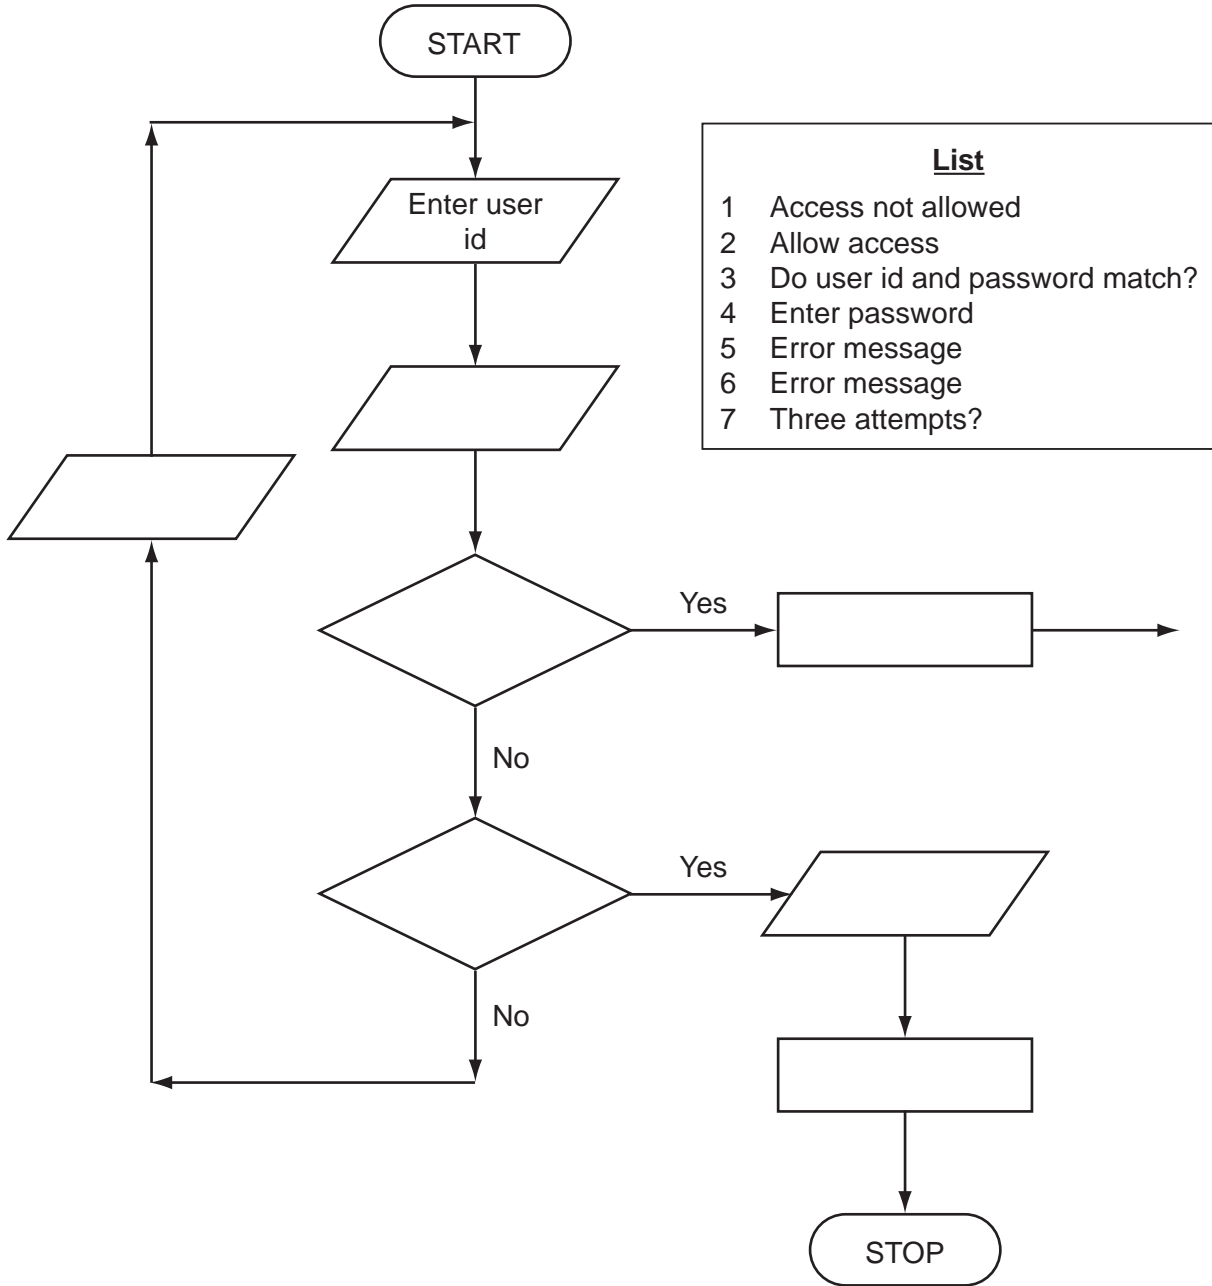 START
Enter user
id
List
1 Access not allowed
2 Allow access
3 Do user id and password match?
4 Enter password
5 Error message
6 Error message
7 Three attempts?
Yes
No
Yes
No
STOP